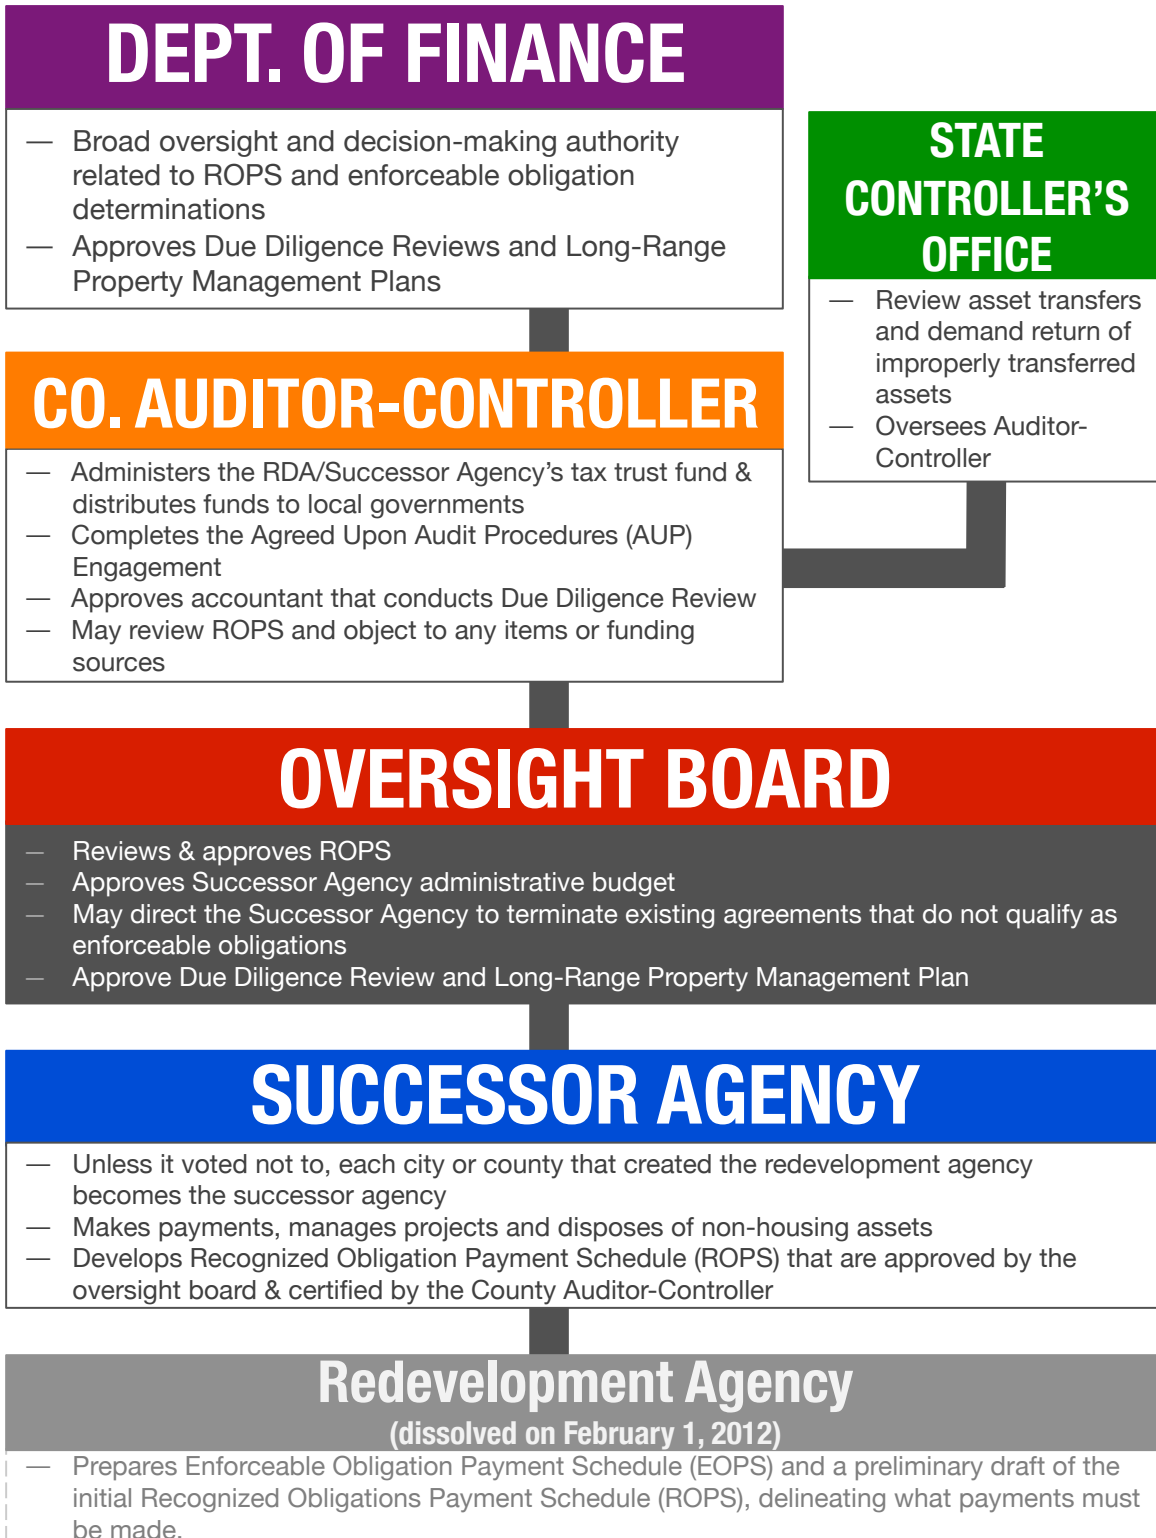 DEPT. OF FINANCE
— Broad oversight and decision-making authority
related to ROPS and enforceable obligation
determinations
— Approves Due Diligence Reviews and Long-Range
Property Management Plans
STATE
CONTROLLER'S
OFFICE
— Review asset transfers
and demand return of
improperly transferred
assets
— Oversees Auditor-
Controller
CO. AUDITOR-CONTROLLER
— Administers the RDA/Successor Agency's tax trust fund &
distributes funds to local governments
— Completes the Agreed Upon Audit Procedures (AUP)
Engagement
— Approves accountant that conducts Due Diligence Review
— May review ROPS and object to any items or funding
sources
OVERSIGHT BOARD
— Reviews & approves ROPS
— Approves Successor Agency administrative budget
— May direct the Successor Agency to terminate existing agreements that do not qualify as
enforceable obligations
— Approve Due Diligence Review and Long-Range Property Management Plan
SUCCESSOR AGENCY
— Unless it voted not to, each city or county that created the redevelopment agency
becomes the successor agency
— Makes payments, manages projects and disposes of non-housing assets
— Develops Recognized Obligation Payment Schedule (ROPS) that are approved by the
oversight board & certified by the County Auditor-Controller
Redevelopment Agency
(dissolved on February 1, 2012)
— Prepares Enforceable Obligation Payment Schedule (EOPS) and a preliminary draft of the
initial Recognized Obligations Payment Schedule (ROPS), delineating what payments must
be made.